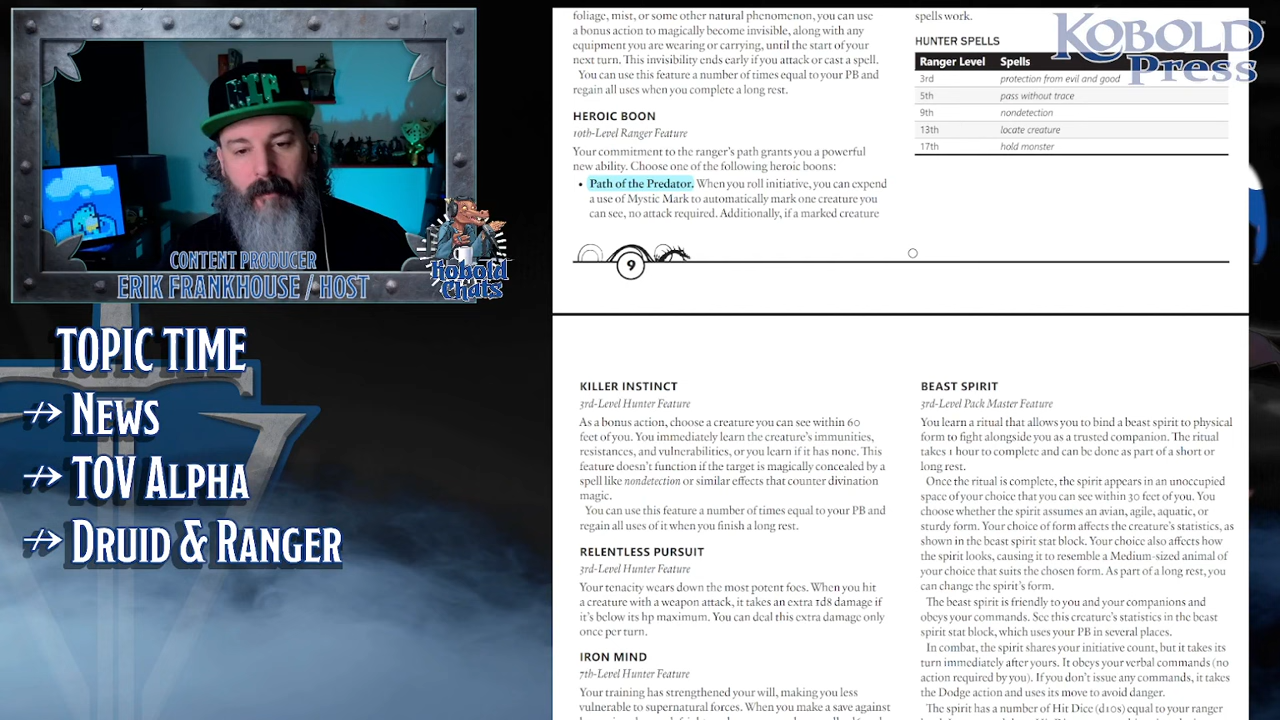 CONTENT PRODUCER
ERIK FRANKHOUSE / HOST
Kobold
Chats
TOPIC TIME
News
TOV Alpha
Druid & Ranger
foliage, mist, or some other natural phenomenon, you can use
a bonus action to magically become invisible, along with any
equipment you are wearing or carrying, until the start of your
next turn. This invisibility ends early if you attack or cast a spell.
You can use this feature a number of times equal to your PB and
regain all uses when you complete a long rest.
HEROIC BOON
10th-Level Ranger Feature
Your commitment to the ranger's path grants you a powerful
new ability. Choose one of the following heroic boons:
• Path of the Predator. When you roll initiative, you can expend
a use of Mystic Mark to automatically mark one creature you
can see, no attack required. Additionally, if a marked creature
spells work.
HUNTER SPELLS
Ranger Level Spells
3rd protection from evil and good
5th pass without trace
9th nondetection
13th locate creature
17th hold monster
Kobold
Press
9
KILLER INSTINCT
3rd-Level Hunter Feature
As a bonus action, choose a creature you can see within 60
feet of you. You immediately learn the creature's immunities,
resistances, and vulnerabilities, or you learn if it has none. This
feature doesn't function if the target is magically concealed by a
spell like nondetection or similar effects that counter divination
magic.
You can use this feature a number of times equal to your PB and
regain all uses of it when you finish a long rest.
RELENTLESS PURSUIT
3rd-Level Hunter Feature
Your tenacity wears down the most potent foes. When you hit
a creature with a weapon attack, it takes an extra 1d8 damage if
it's below its hp maximum. You can deal this extra damage only
once per turn.
IRON MIND
7th-Level Hunter Feature
Your training has strengthened your will, making you less
vulnerable to supernatural forces. When you make a save against
BEAST SPIRIT
3rd-Level Pack Master Feature
You learn a ritual that allows you to bind a beast spirit to physical
form to fight alongside you as a trusted companion. The ritual
takes 1 hour to complete and can be done as part of a short or
long rest.
Once the ritual is complete, the spirit appears in an unoccupied
space of your choice that you can see within 30 feet of you. You
choose whether the spirit assumes an avian, agile, aquatic, or
sturdy form. Your choice of form affects the creature's statistics, as
shown in the beast spirit stat block. Your choice also affects how
the spirit looks, causing it to resemble a Medium-sized animal of
your choice that suits the chosen form. As part of a long rest, you
can change the spirit's form.
The beast spirit is friendly to you and your companions and
obeys your commands. See this creature's statistics in the beast
spirit stat block, which uses your PB in several places.
In combat, the spirit shares your initiative count, but it takes its
turn immediately after yours. It obeys your verbal commands (no
action required by you). If you don't issue any commands, it takes
the Dodge action and uses its move to avoid danger.
The spirit has a number of Hit Dice (d10s) equal to your ranger